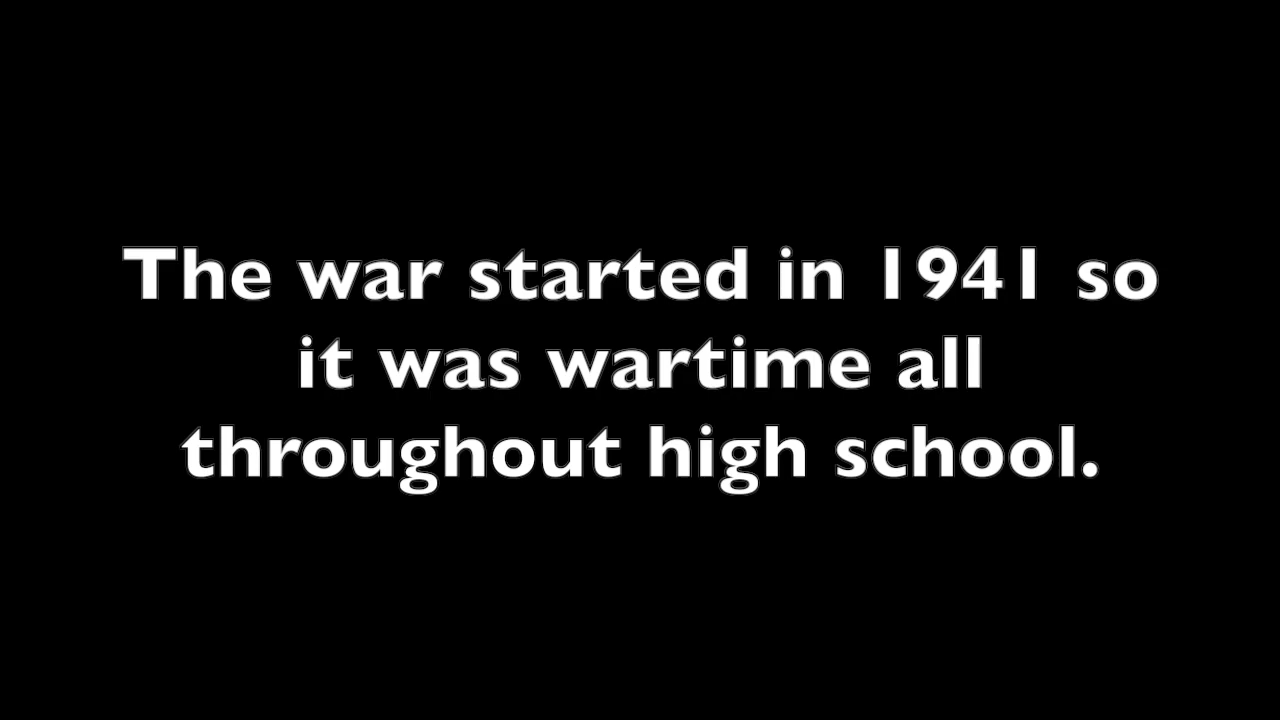 The war started in 1941 so
it was wartime all
throughout high school.